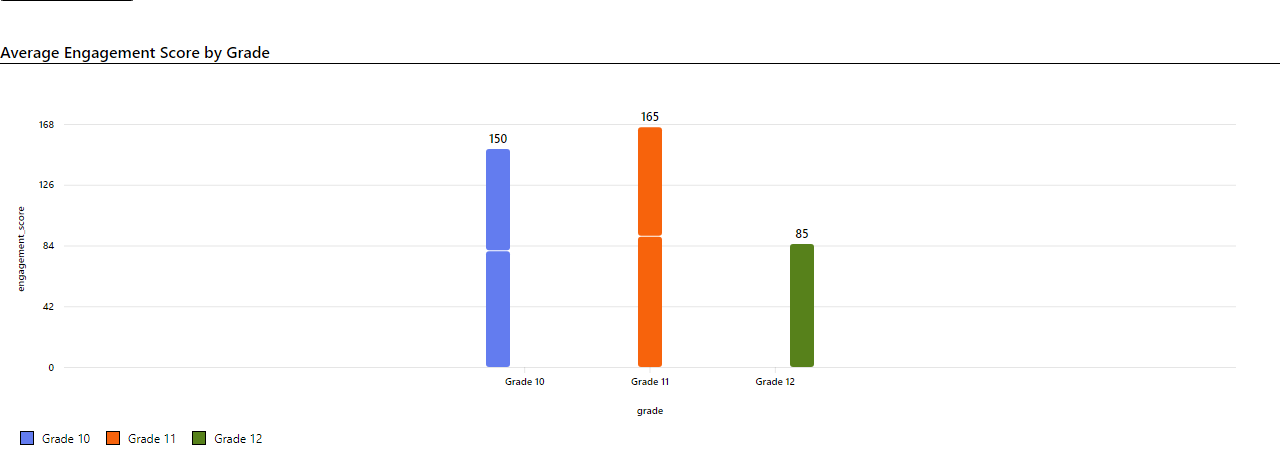 Average Engagement Score by Grade
168
126
84
42
0
engagement_score
150
165
85
Grade 10
Grade 11
Grade 12
grade
Grade 10 Grade 11 Grade 12